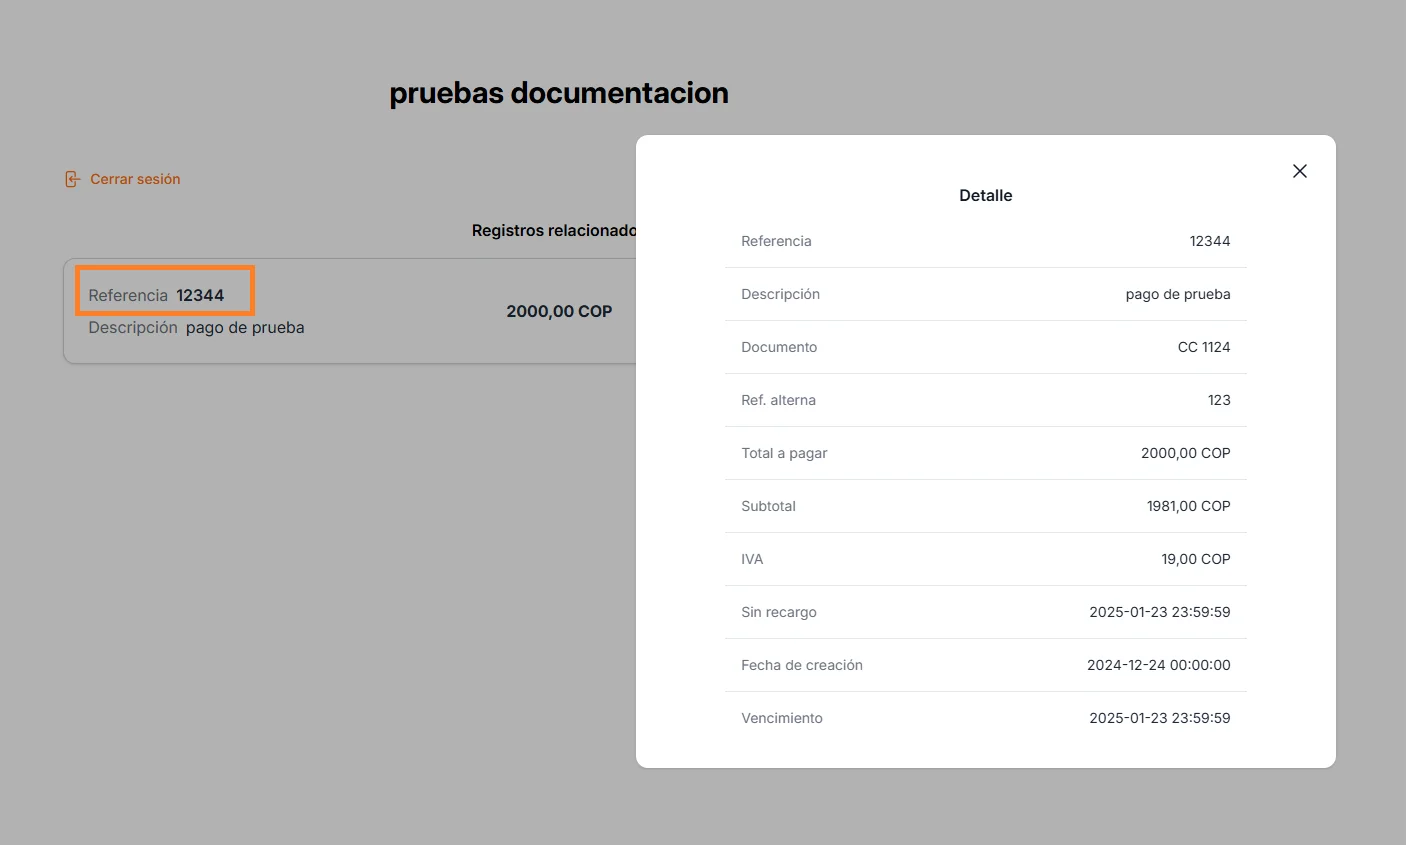 pruebas documentacion
Cerrar sesión
Registros relacionado
Referencia 12344
Descripción pago de prueba
2000,00 COP
Detalle
Referencia 12344
Descripción pago de prueba
Documento CC 1124
Ref. alterna 123
Total a pagar 2000,00 COP
Subtotal 1981,00 COP
IVA 19,00 COP
Sin recargo 2025-01-23 23:59:59
Fecha de creación 2024-12-24 00:00:00
Vencimiento 2025-01-23 23:59:59